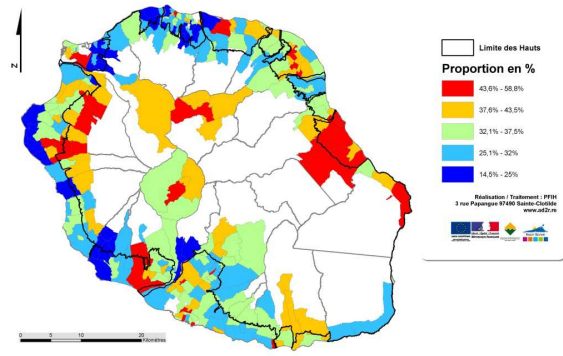 N
Limite des Hauts
Proportion en %
43,6% - 58,8%
37,6% - 43,5%
32,1% - 37,5%
25,1% - 32%
14,5% - 25%
Réalisation / Traitement : PFIH
3 rue Papangue 97490 Sainte-Clotilde
www.ad2r.re
0 5 10 20
Kilomètres